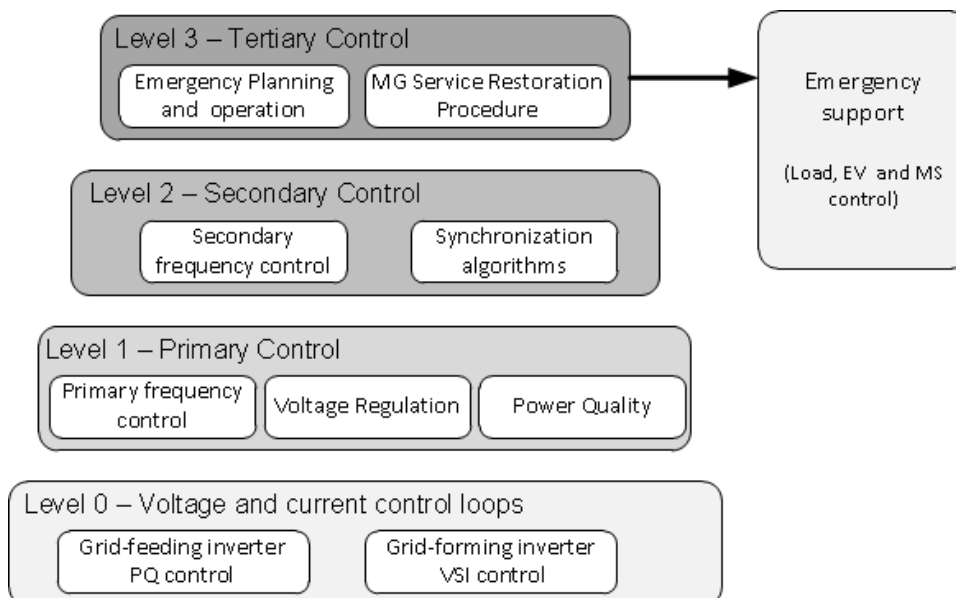 Level 3 – Tertiary Control
Emergency Planning
and operation
MG Service Restoration
Procedure
Emergency
support
(Load, EV and MS
control)
Level 2 – Secondary Control
Secondary
frequency control
Synchronization
algorithms
Level 1 – Primary Control
Primary frequency
control
Voltage Regulation
Power Quality
Level 0 – Voltage and current control loops
Grid-feeding inverter
PQ control
Grid-forming inverter
VSI control